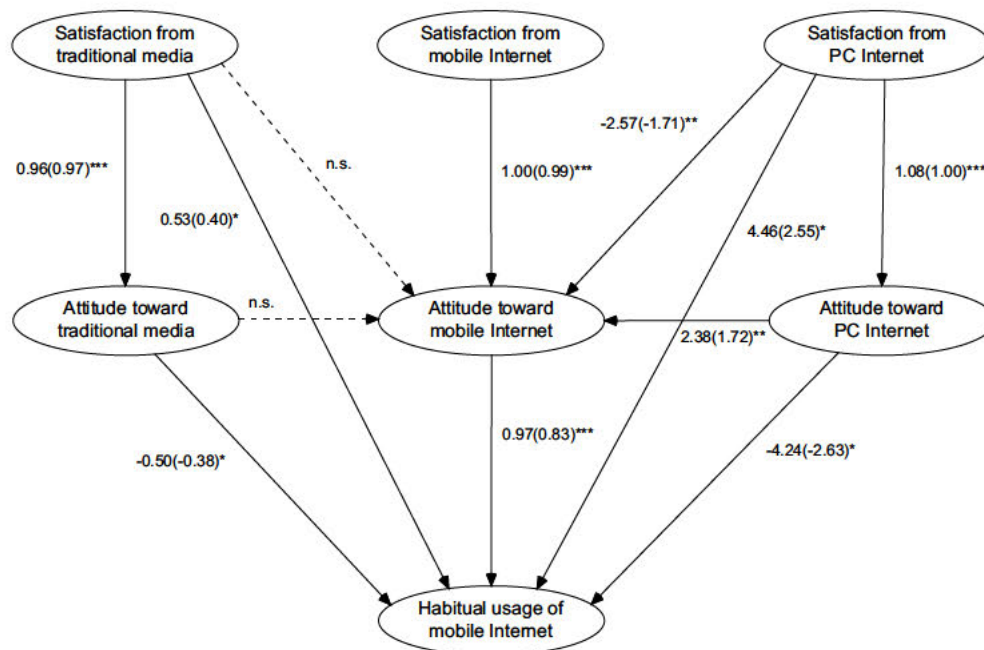 Satisfaction from
traditional media
Satisfaction from
mobile Internet
Satisfaction from
PC Internet
-2.57(-1.71)**
n.s.
0.96(0.97)***
1.00(0.99)***
1.08(1.00)***
0.53(0.40)*
4.46(2.55)*
Attitude toward
traditional media
n.s.
Attitude toward
mobile Internet
Attitude toward
PC Internet
2.38(1.72)**
0.97(0.83)***
-0.50(-0.38)*
-4.24(-2.63)*
Habitual usage of
mobile Internet